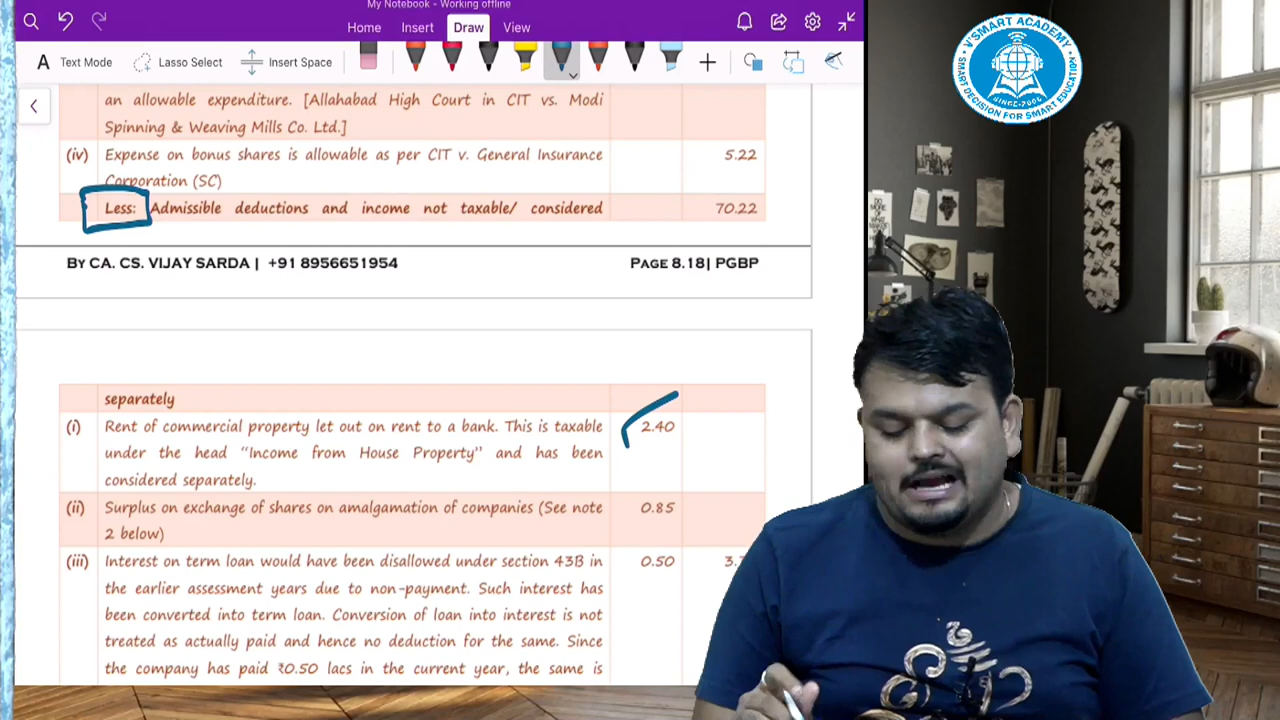 My Notebook - Working offline
Home Insert Draw View
A Text Mode Lasso Select Insert Space
an allowable expenditure. [Allahabad High Court in CIT vs. Modi
Spinning & Weaving Mills Co. Ltd.]
(iv) Expense on bonus shares is allowable as per CIT v. General Insurance 5.22
Corporation (SC)
Less: Admissible deductions and income not taxable/ considered 70.22
BY CA. CS. VIJAY SARDA | +91 8956651954 PAGE 8.18| PGBP
separately
(i) Rent of commercial property let out on rent to a bank. This is taxable 2.40
under the head “Income from House Property” and has been
considered separately.
(ii) Surplus on exchange of shares on amalgamation of companies (See note 0.85
2 below)
(iii) Interest on term loan would have been disallowed under section 43B in 0.50 3.
the earlier assessment years due to non-payment. Such interest has
been converted into term loan. Conversion of loan into interest is not
treated as actually paid and hence no deduction for the same. Since
the company has paid ₹0.50 lacs in the current year, the same is
V'SMART ACADEMY
SMART DECISION FOR SMART EDUCATION